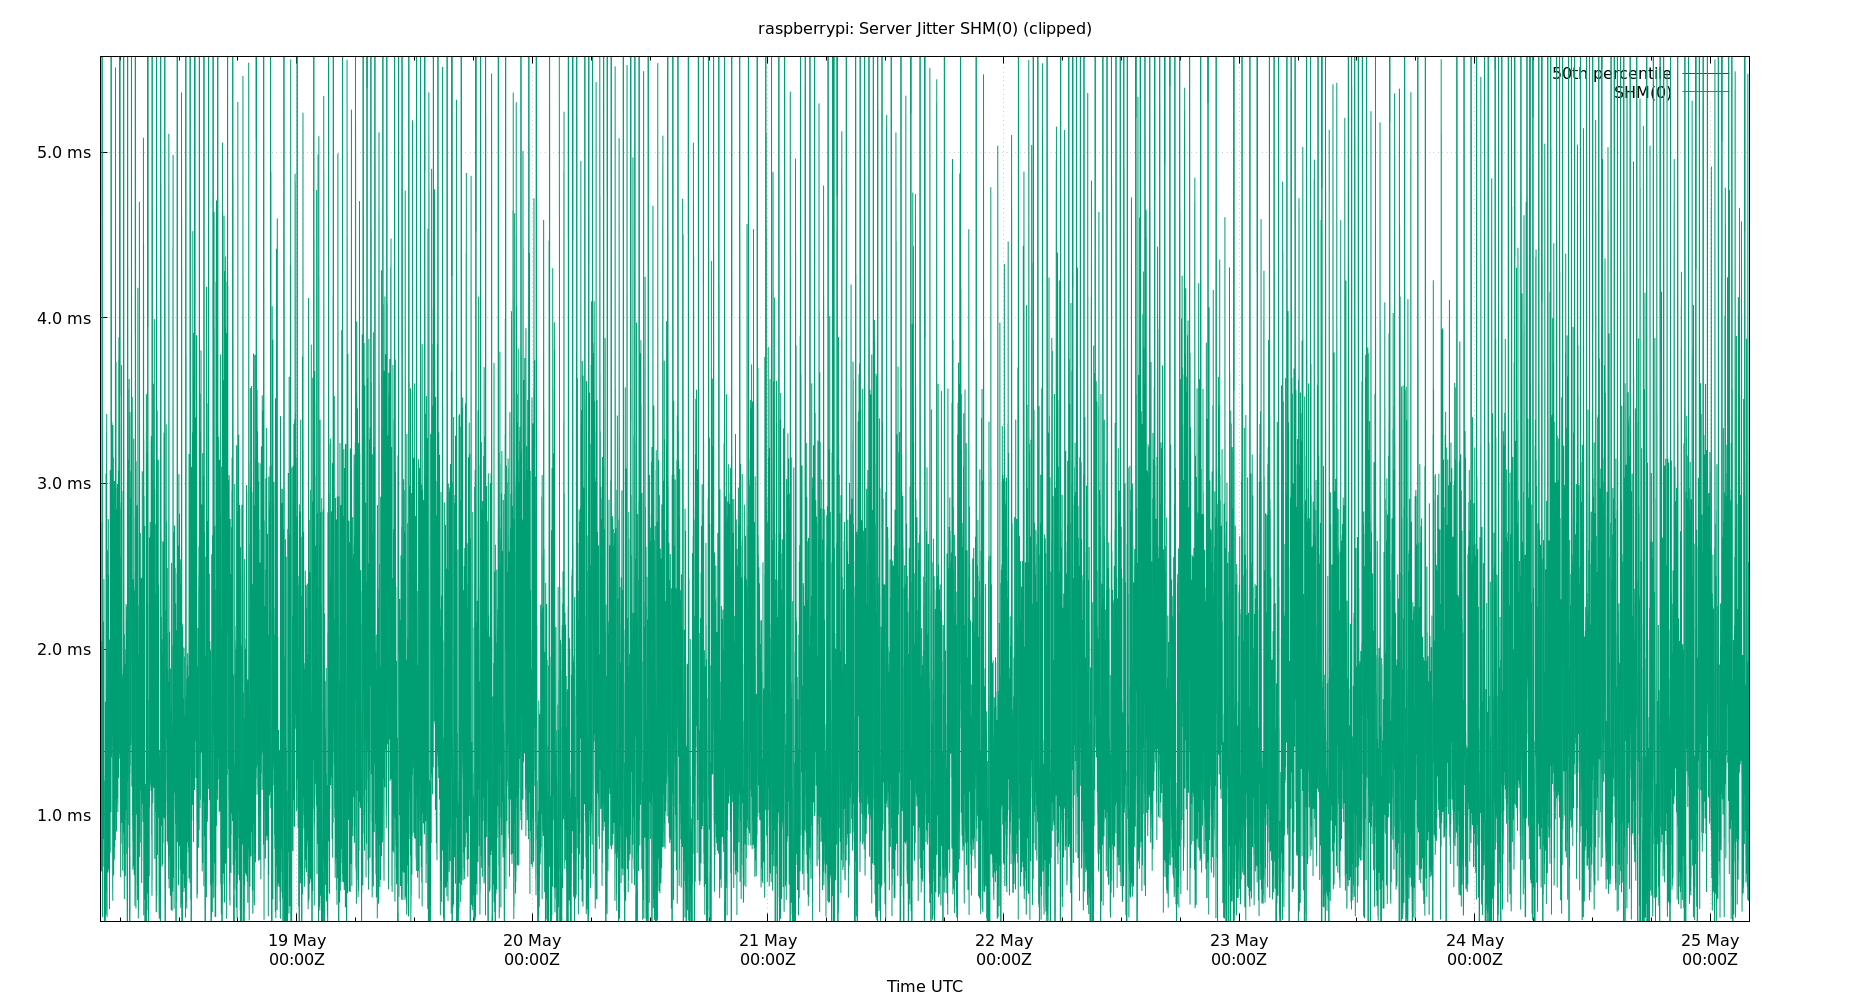 raspberrypi: Server Jitter SHM(0) (clipped)
50th percentile
SHM(0)
5.0 ms
4.0 ms
3.0 ms
2.0 ms
1.0 ms
19 May 20 May 21 May 22 May 23 May 24 May 25 May
00:00Z 00:00Z 00:00Z 00:00Z 00:00Z 00:00Z 00:00Z
Time UTC